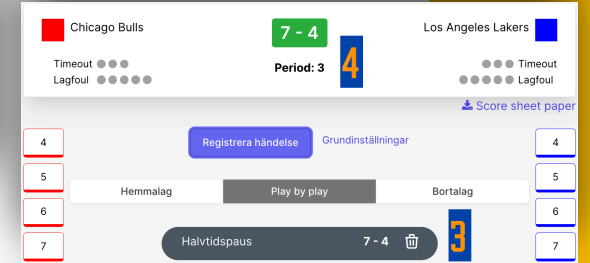 Chicago Bulls
7 - 4
Los Angeles Lakers
Timeout
Period: 3
4
Timeout
Lagfoul
Lagfoul
Score sheet paper
4
Registrera händelse
Grundinställningar
4
5
5
Hemmalag
Play by play
Bortalag
6
6
Halvtidspaus
7 - 4
3
7
7